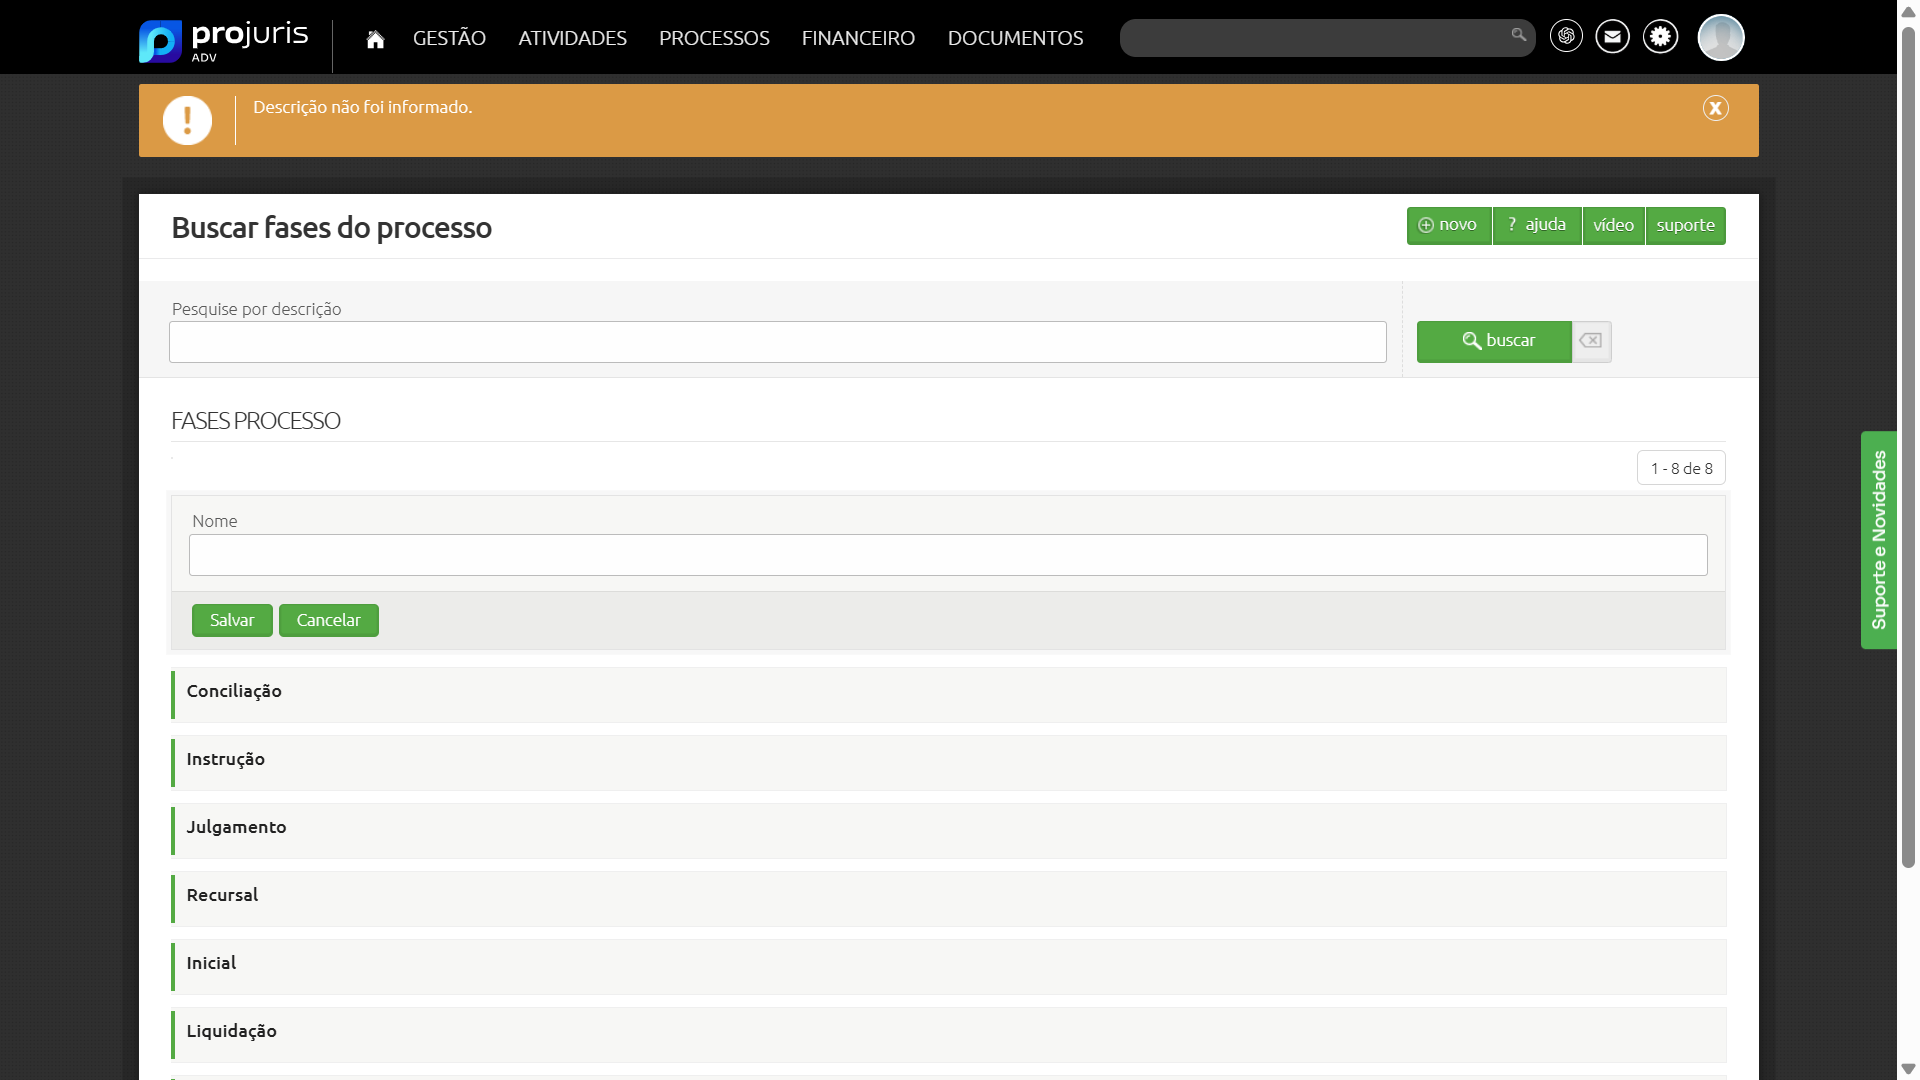 projuris
ADV
GESTÃO
ATIVIDADES
PROCESSOS
FINANCEIRO
DOCUMENTOS
Descrição não foi informado.
Buscar fases do processo
novo
? ajuda
vídeo
suporte
Pesquise por descrição
buscar
FASES PROCESSO
1 - 8 de 8
Nome
Salvar
Cancelar
Conciliação
Instrução
Julgamento
Recursal
Inicial
Liquidação
Suporte e Novidades